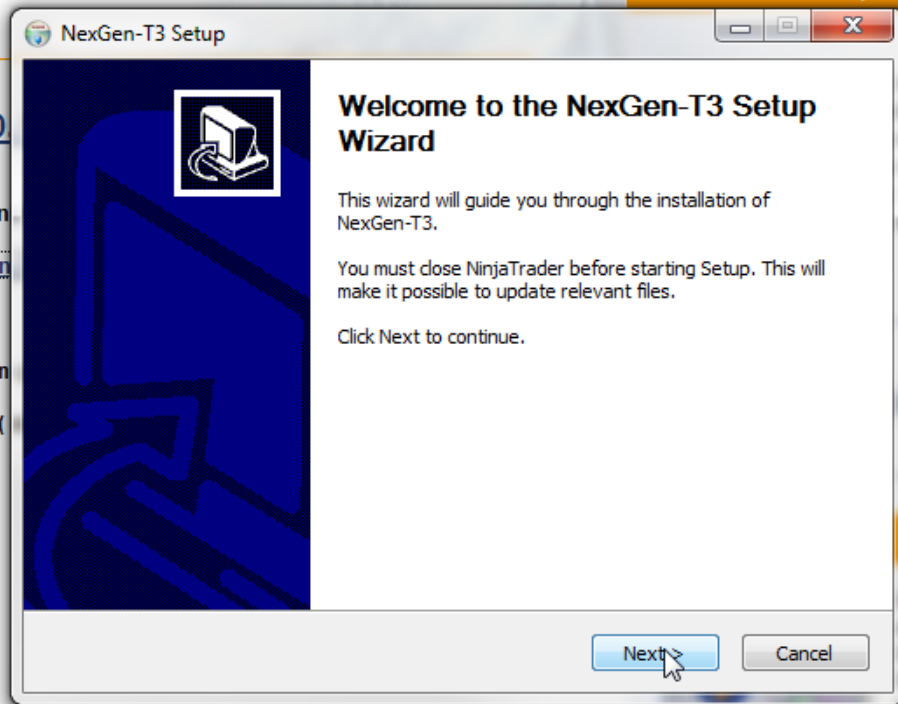 NexGen-T3 Setup
Welcome to the NexGen-T3 Setup
Wizard
This wizard will guide you through the installation of
NexGen-T3.
You must close NinjaTrader before starting Setup. This will
make it possible to update relevant files.
Click Next to continue.
Next >
Cancel